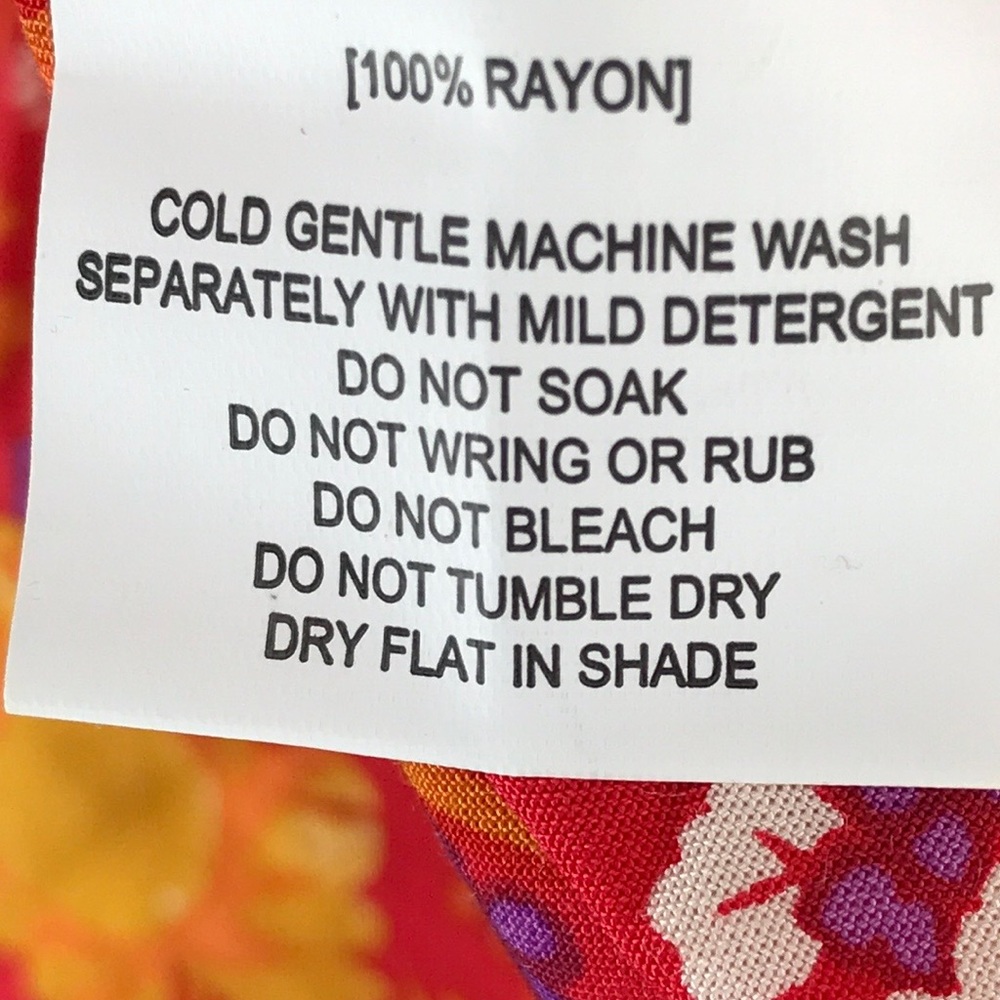 [100% RAYON]
COLD GENTLE MACHINE WASH
SEPARATELY WITH MILD DETERGENT
DO NOT SOAK
DO NOT WRING OR RUB
DO NOT BLEACH
DO NOT TUMBLE DRY
DRY FLAT IN SHADE